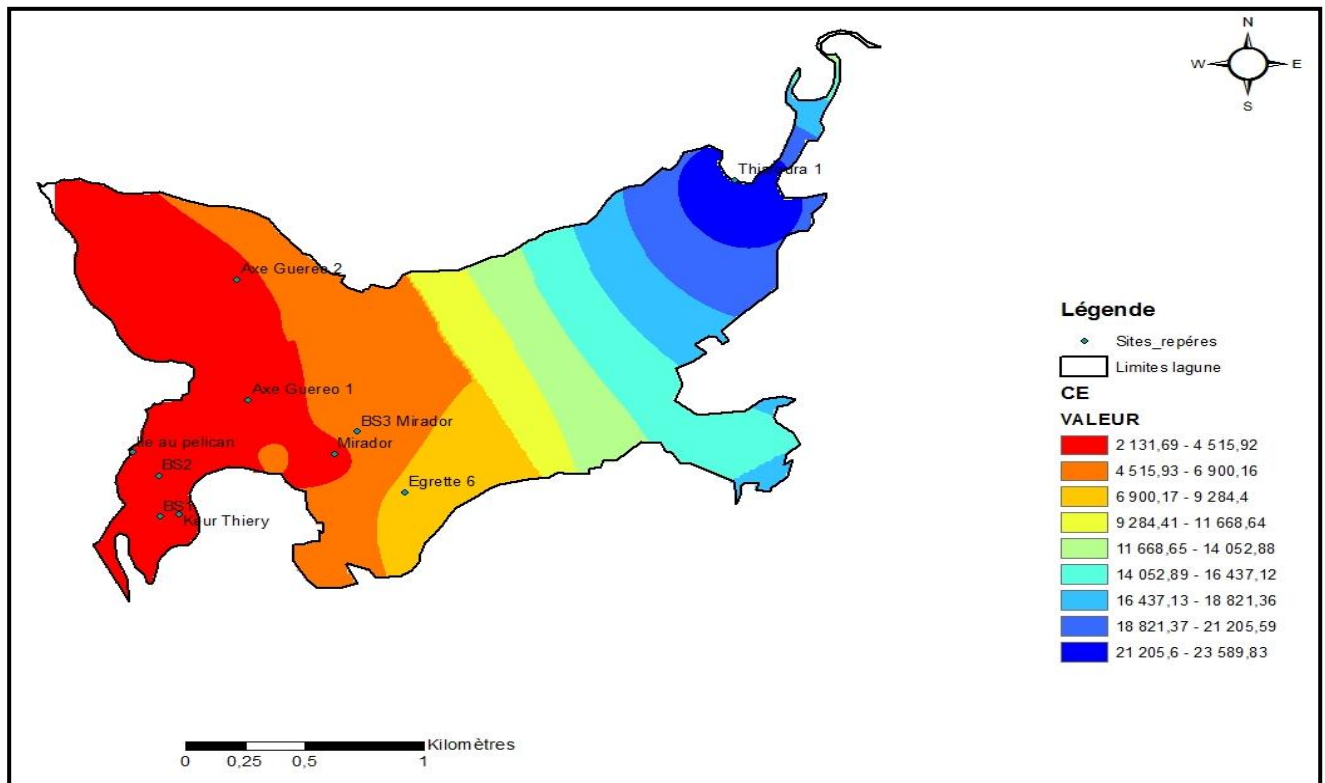 N
W E
S
Axe Guereo 2
Axe Guereo 1
BS3 Mirador
Mirador
BS2
Egrette 6
BS1
Légende
Sites_repéres
Limites lagune
CE
VALEUR
2 131,69 - 4 515,92
4 515,93 - 6 900,16
6 900,17 - 9 284,4
9 284,41 - 11 668,64
11 668,65 - 14 052,88
14 052,89 - 16 437,12
16 437,13 - 18 821,36
18 821,37 - 21 205,59
21 205,6 - 23 589,83
Kilomètres
0 0,25 0,5 1
au pelican
Thiery
1